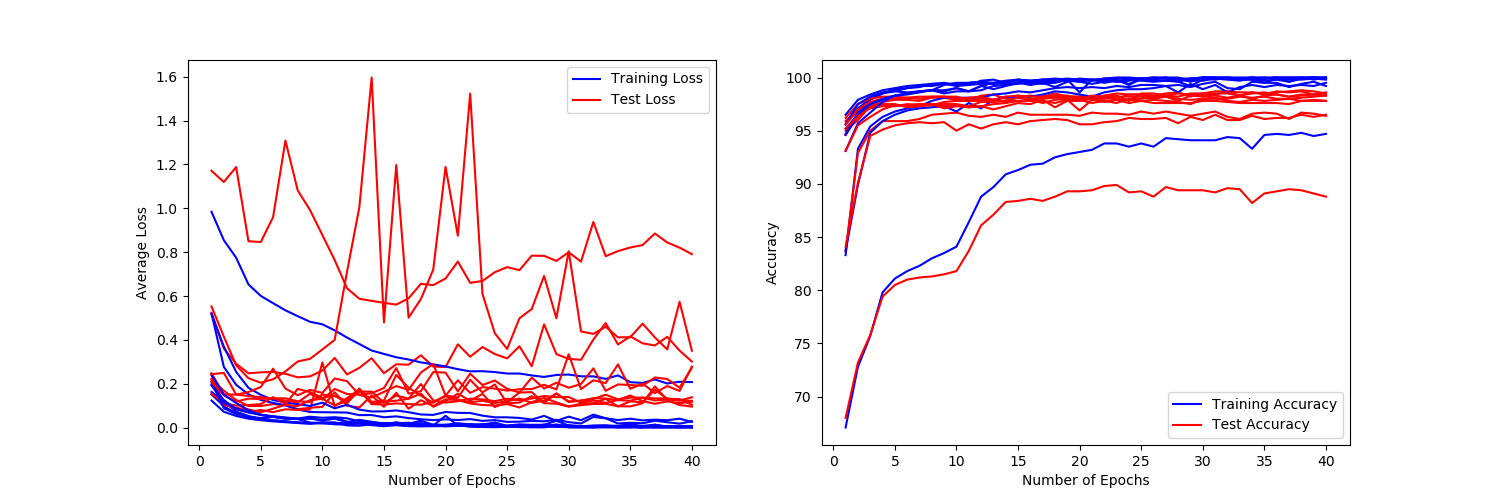 1.6
1.4
1.2
1.0
0.8
0.6
0.4
0.2
0.0
Average Loss
0 5 10 15 20 25 30 35 40
Number of Epochs
Training Loss
Test Loss
100
95
90
85
80
75
70
Accuracy
0 5 10 15 20 25 30 35 40
Number of Epochs
Training Accuracy
Test Accuracy